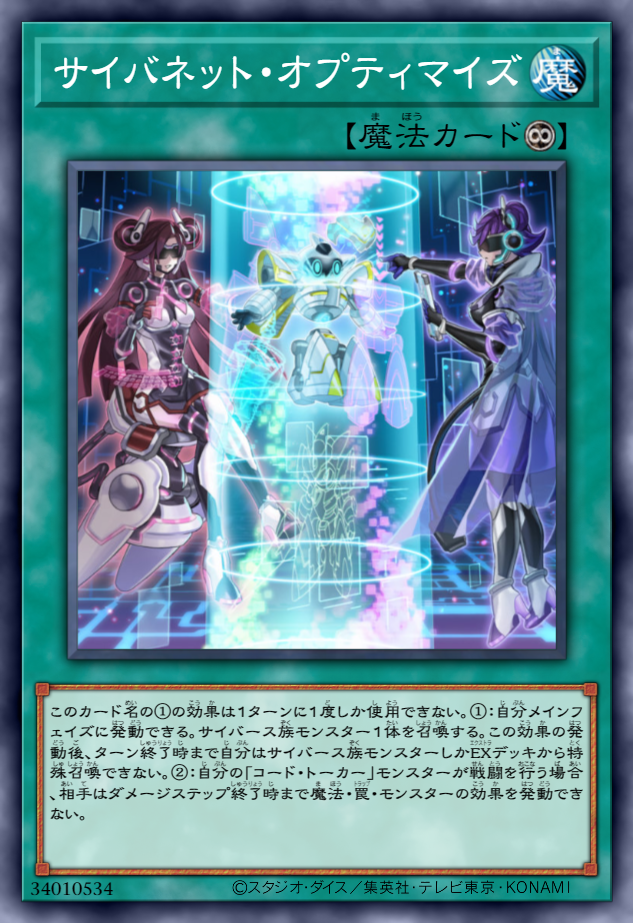 サイバネット・オプティマイズ 魔
【魔法カード】
このカード名の①の効果は1ターンに1度しか使用できない。①:自分メインフ
ェイズに発動できる。サイバース族モンスター1体を召喚する。この効果の発
動後、ターン終了時まで自分はサイバース族モンスターしかEXデッキから特
殊召喚できない。②:自分の「コード・トーカー」モンスターが戦闘を行う場合
、相手はダメージステップ終了時まで魔法・罠・モンスターの効果を発動でき
ない。
34010534 ©スタジオ・ダイス/集英社・テレビ東京・KONAMI